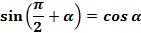 sin(π/2 + α) = cos α